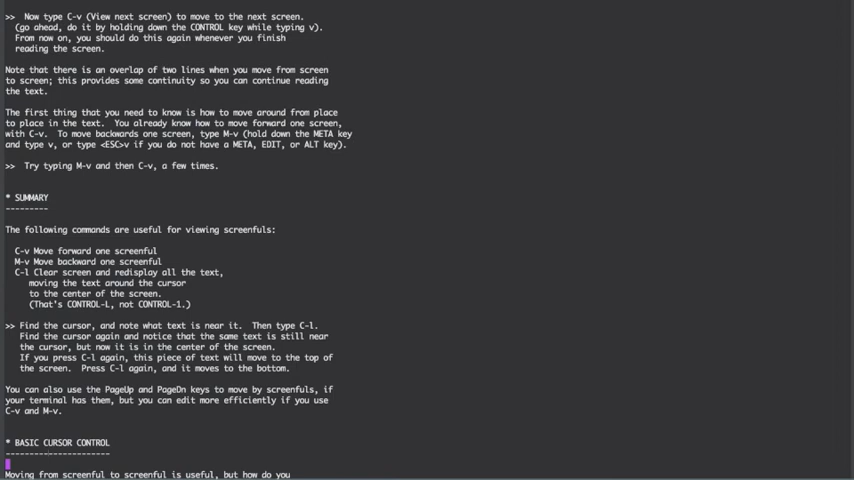 >>  Now type C-v (View next screen) to move to the next screen.
(go ahead, do it by holding down the CONTROL key while typing v).
From now on, you should do this again whenever you finish
reading the screen.
Note that there is an overlap of two lines when you move from screen
to screen; this provides some continuity so you can continue reading
the text.
The first thing that you need to know is how to move around from place
to place in the text.  You already know how to move forward one screen,
with C-v.  To move backwards one screen, type M-v (hold down the META key
and type v, or type <ESC>v if you do not have a META, EDIT, or ALT key).
>>  Try typing M-v and then C-v, a few times.
* SUMMARY
---------
The following commands are useful for viewing screenfuls:
C-v Move forward one screenful
M-v Move backward one screenful
C-l Clear screen and redisplay all the text,
moving the text around the cursor
to the center of the screen.
(That's CONTROL-L, not CONTROL-1.)
>> Find the cursor, and note what text is near it.  Then type C-l.
Find the cursor again and notice that the same text is still near
the cursor, but now it is in the center of the screen.
If you press C-l again, this piece of text will move to the top of
the screen.  Press C-l again, and it moves to the bottom.
You can also use the PageUp and PageDn keys to move by screenfuls, if
your terminal has them, but you can edit more efficiently if you use
C-v and M-v.
* BASIC CURSOR CONTROL
----------------------
Moving from screenful to screenful is useful, but how do you